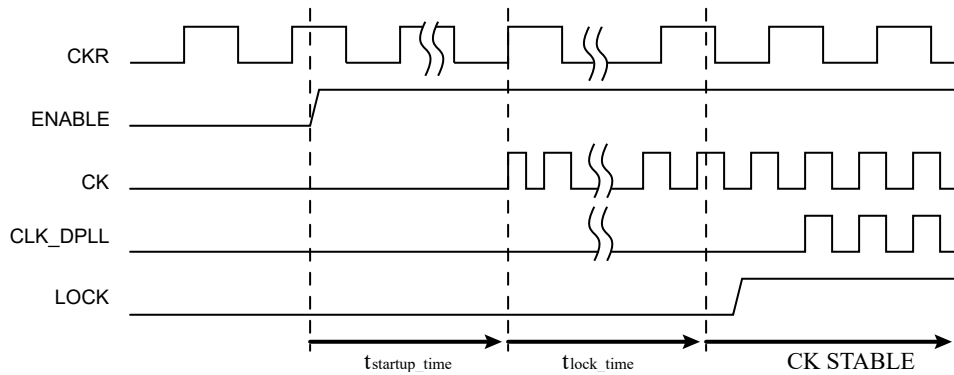 CKR
ENABLE
CK
CLK_DPLL
LOCK
tstartup_time
tlock_time
CK STABLE